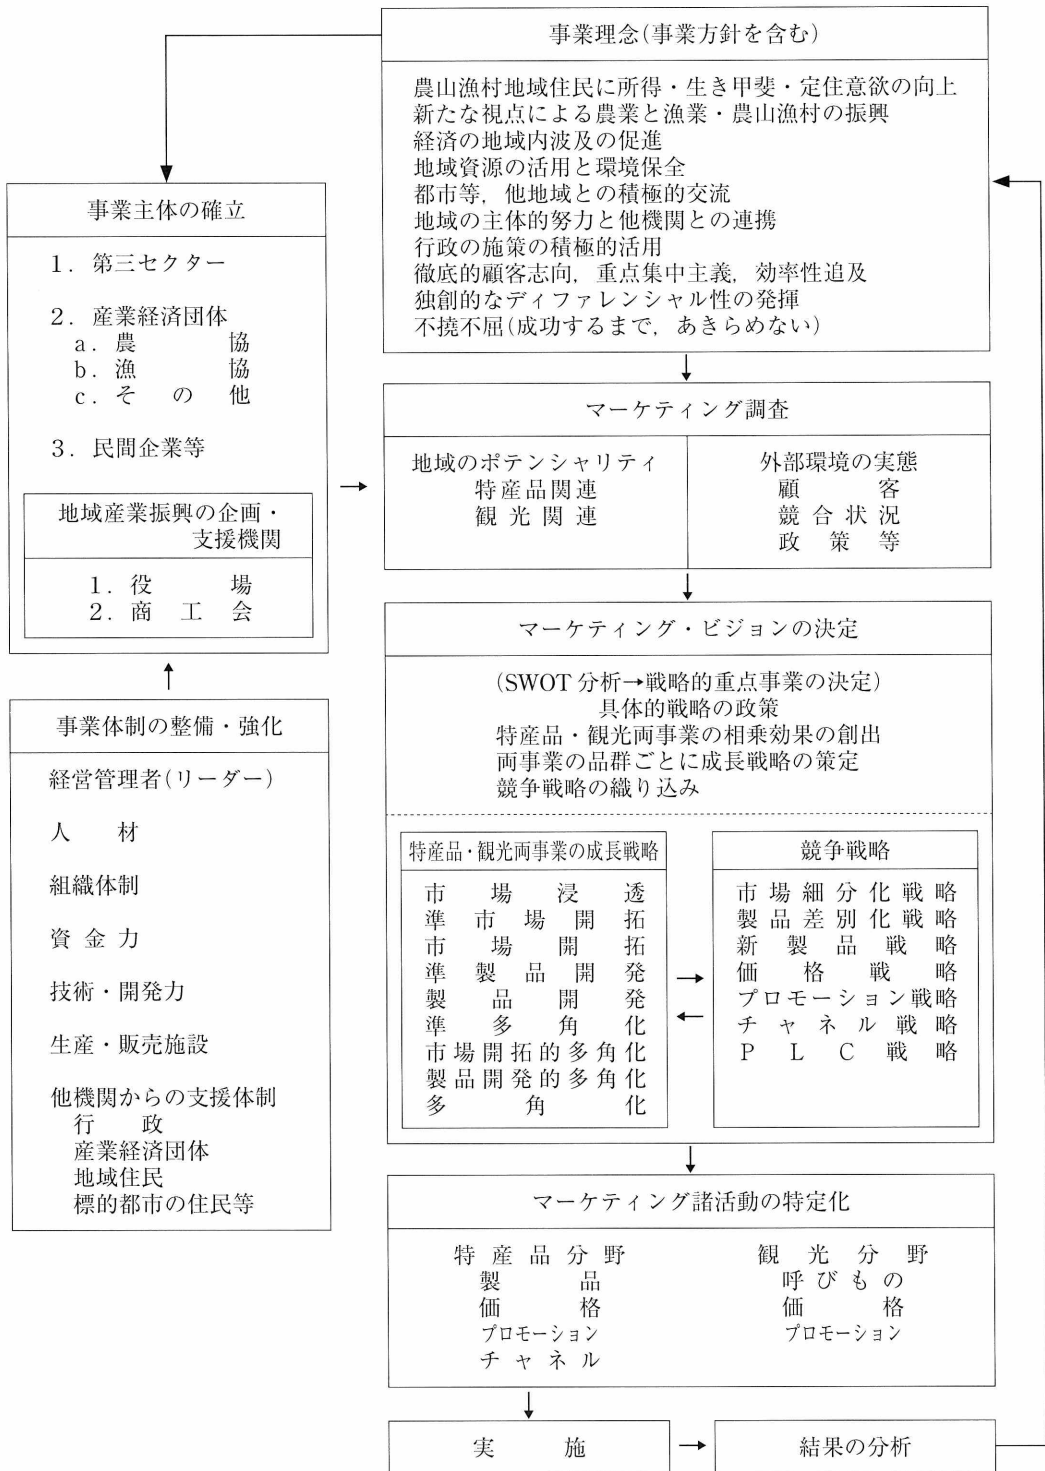 事業理念(事業方針を含む)
農山漁村地域住民に所得・生き甲斐・定住意欲の向上
新たな視点による農業と漁業・農山漁村の振興
経済の地域内波及の促進
地域資源の活用と環境保全
都市等，他地域との積極的交流
地域の主体的努力と他機関との連携
行政の施策の積極的活用
徹底的顧客志向，重点集中主義，効率性追及
独創的なディファレンシャル性の発揮
不撓不屈(成功するまで，あきらめない)
事業主体の確立
1．第三セクター
2．産業経済団体
a．農協
b．漁協
c．その他
3．民間企業等
地域産業振興の企画・
支援機関
1．役場
2．商工会
事業体制の整備・強化
経営管理者(リーダー)
人材
組織体制
資金力
技術・開発力
生産・販売施設
他機関からの支援体制
行政
産業経済団体
地域住民
標的都市の住民等
マーケティング調査
地域のポテンシャリティ
特産品関連
観光関連
外部環境の実態
顧客
競合状況
政策等
マーケティング・ビジョンの決定
(SWOT分析→戦略的重点事業の決定)
具体的戦略の政策
特産品・観光両事業の相乗効果の創出
両事業の品群ごとに成長戦略の策定
競争戦略の織り込み
特産品・観光両事業の成長戦略
市場浸透
準市場開拓
市場開拓
準製品開発
製品開発
準多角化
市場開拓的多角化
製品開発的多角化
多角化
競争戦略
市場細分化戦略
製品差別化戦略
新製品戦略
価格戦略
プロモーション戦略
チャネル戦略
PLC戦略
マーケティング諸活動の特定化
特産品分野
製品
価格
プロモーション
チャネル
観光分野
呼びもの
価格
プロモーション
実施
結果の分析